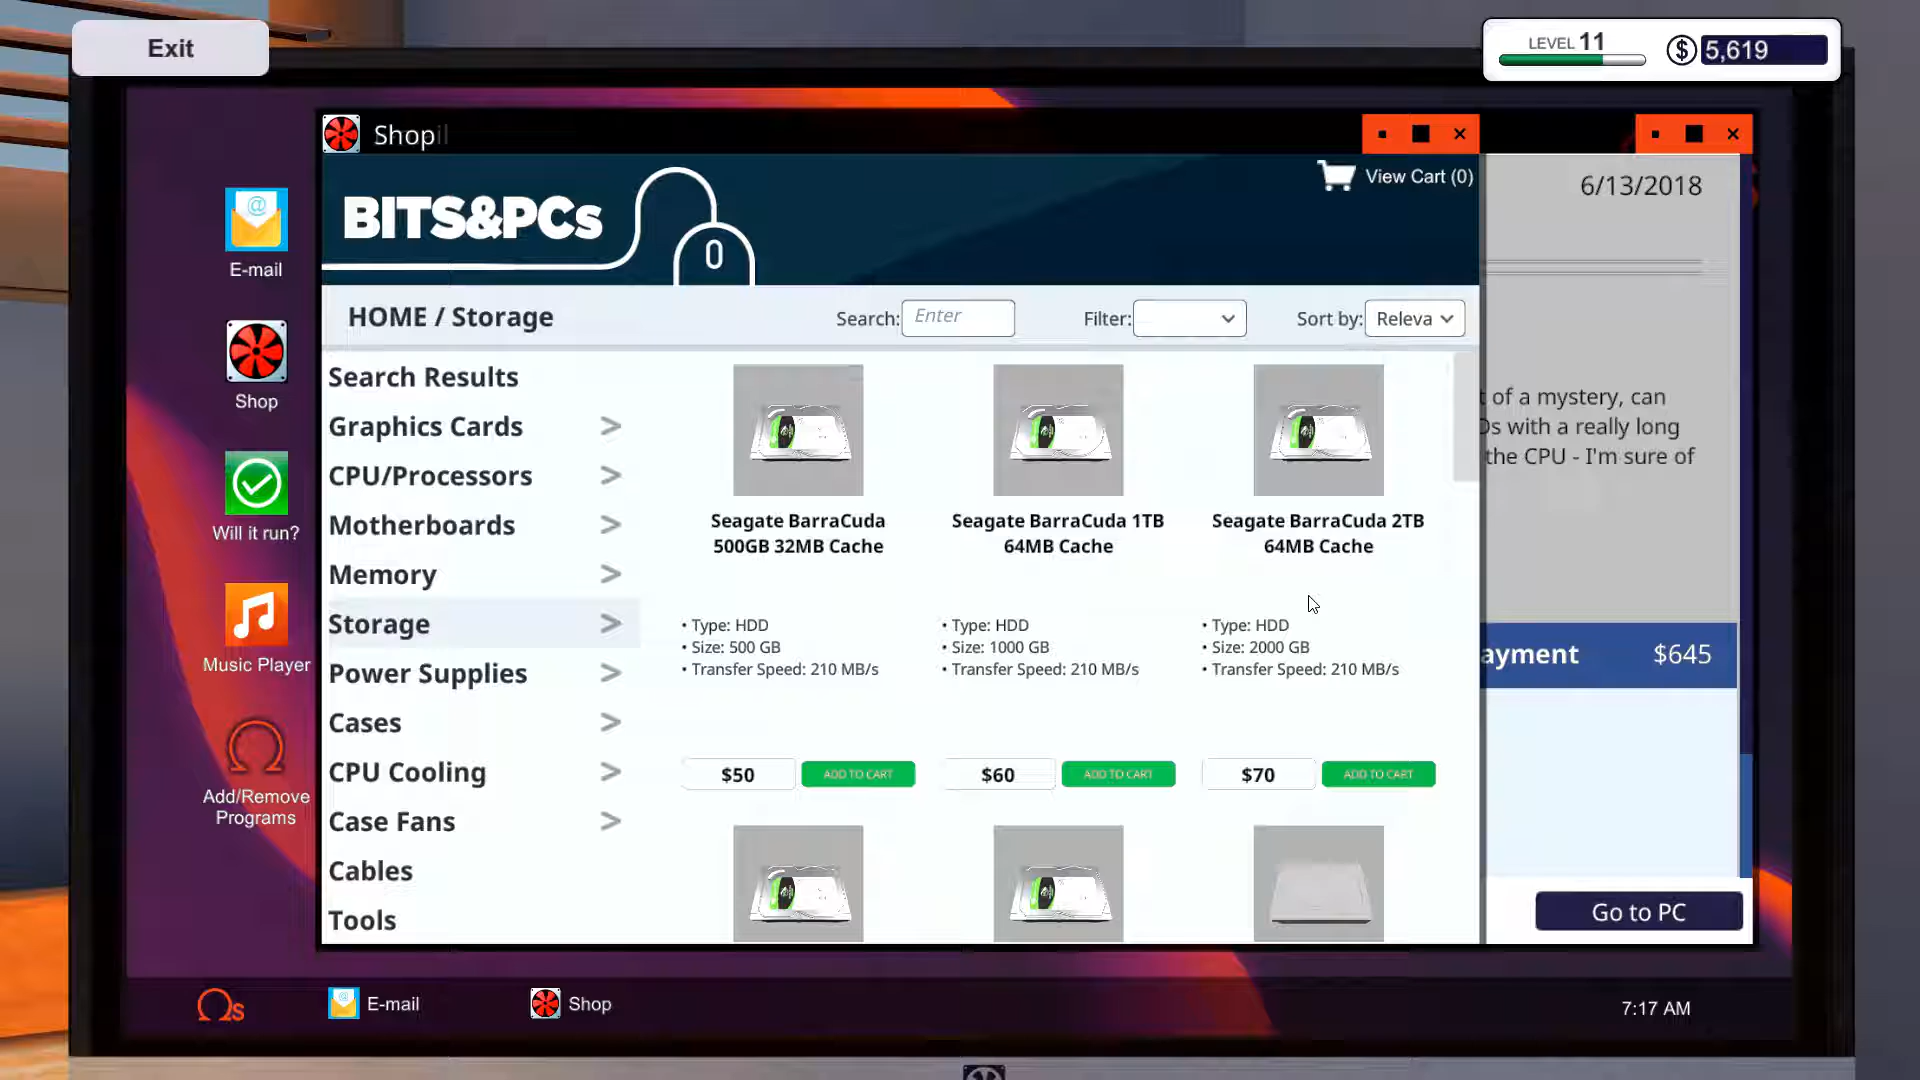 Exit
LEVEL 11
$ 5,619
Shop
View Cart (0)
6/13/2018
BITS&PCs
E-mail
HOME / Storage
Search: Enter
Filter:
Sort by: Releva
Search Results
Graphics Cards >
CPU/Processors >
Motherboards >
Memory >
Storage >
Power Supplies >
Cases >
CPU Cooling >
Case Fans >
Cables
Tools
Shop
Will it run?
Music Player
Add/Remove
Programs
Seagate BarraCuda
500GB 32MB Cache
• Type: HDD
• Size: 500 GB
• Transfer Speed: 210 MB/s
$50
ADD TO CART
Seagate BarraCuda 1TB
64MB Cache
• Type: HDD
• Size: 1000 GB
• Transfer Speed: 210 MB/s
$60
ADD TO CART
Seagate BarraCuda 2TB
64MB Cache
• Type: HDD
• Size: 2000 GB
• Transfer Speed: 210 MB/s
$70
ADD TO CART
of a mystery, can
with a really long
the CPU - I'm sure of
ayment $645
Go to PC
Ωs
E-mail
Shop
7:17 AM